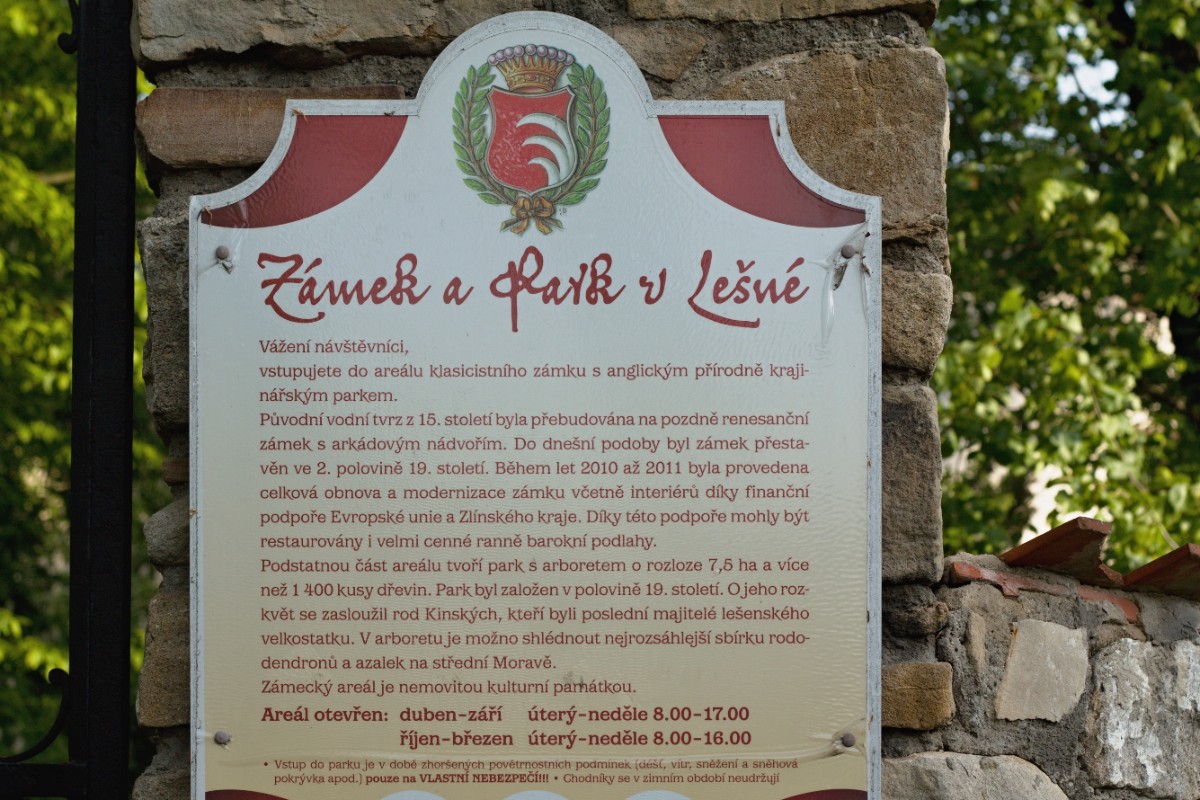 Zámek a Park v Lešné
Vážení návštěvníci,
vstupujete do areálu klasicistního zámku s anglickým přírodně kraji-
nářským parkem.
Původní vodní tvrz z 15. století byla přebudována na pozdně renesanční
zámek s arkádovým nádvořím. Do dnešní podoby byl zámek přesta-
věn ve 2. polovině 19. století. Během let 2010 až 2011 byla provedena
celková obnova a modernizace zámku včetně interiérů díky finanční
podpoře Evropské unie a Zlínského kraje. Díky této podpoře mohly být
restaurovány i velmi cenné ranně barokní podlahy.
Podstatnou část areálu tvoří park s arboretem o rozloze 7,5 ha a více
než 1 400 kusy dřevin. Park byl založen v polovině 19. století. O jeho roz-
květ se zasloužil rod Kinských, kteří byli poslední majitelé lešenského
velkostatku. V arboretu je možno shlédnout nejrozsáhlejší sbírku rodo-
dendronů a azalek na střední Moravě.
Zámecký areál je nemovitou kulturní památkou.
Areál otevřen: duben-září úterý-neděle 8.00-17.00
říjen-březen úterý-neděle 8.00-16.00
• Vstup do parku je v době zhoršených povětrnostních podmínek (déšť, vítr, sněžení a sněhová
pokrývka apod.) pouze na VLASTNÍ NEBEZPEČÍ!!! • Chodníky se v zimním období neudržují